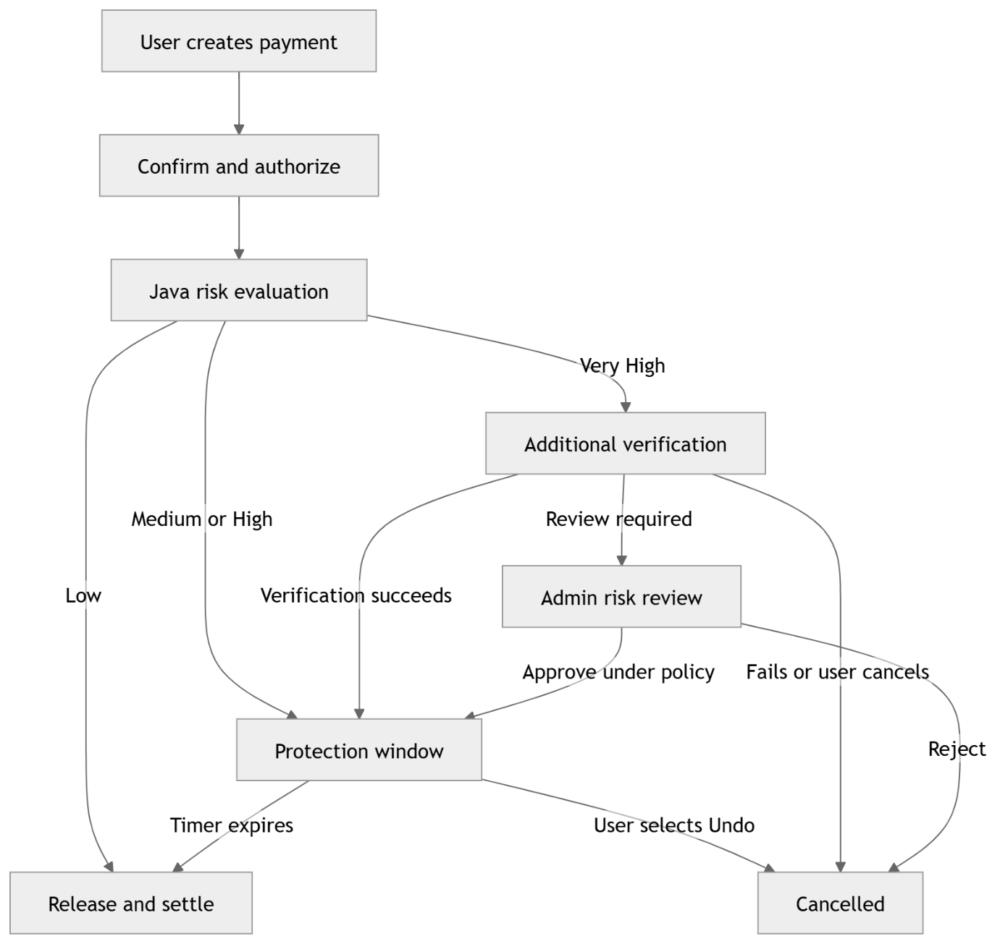 User creates payment
Confirm and authorize
Java risk evaluation
Very High
Additional verification
Medium or High
Review required
Low
Verification succeeds
Admin risk review
Approve under policy
Fails or user cancels
Protection window
Reject
Timer expires
User selects Undo
Release and settle
Cancelled